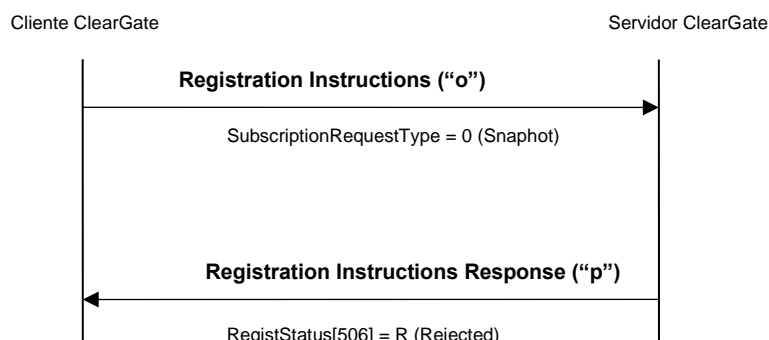 Cliente ClearGate
Servidor ClearGate
Registration Instructions (“o”)
SubscriptionRequestType = 0 (Snaphot)
Registration Instructions Response (“p”)
RegistStatus[506] = R (Rejected)